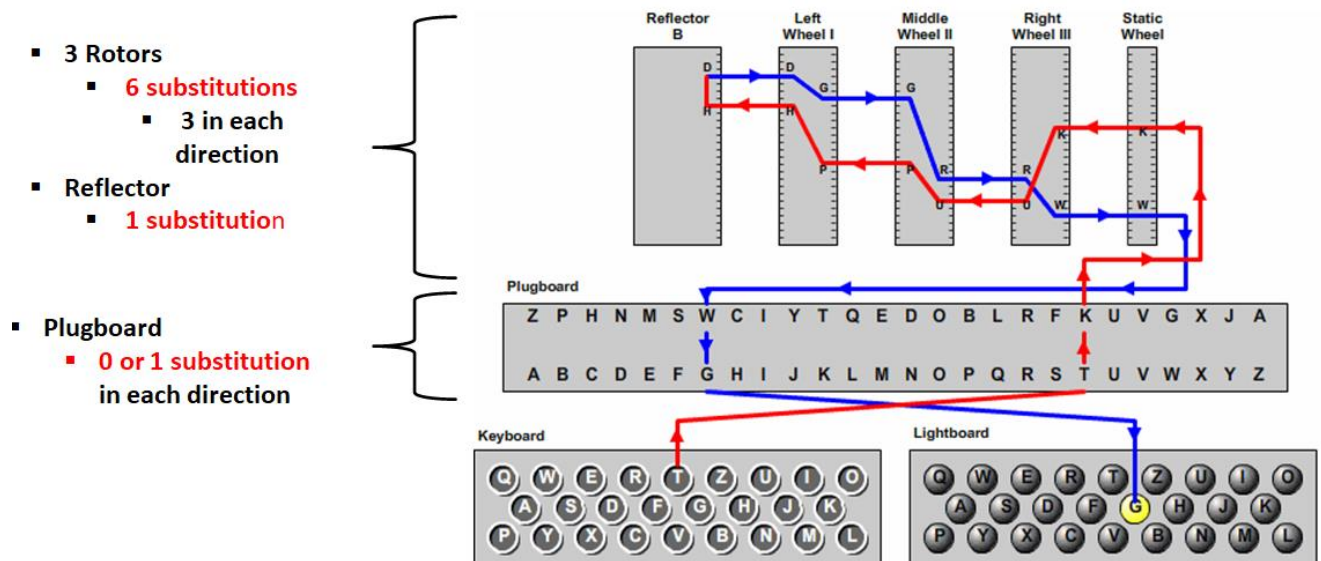 ▪ 3 Rotors
▪ 6 substitutions
▪ 3 in each
direction
▪ Reflector
▪ 1 substitution
▪ Plugboard
▪ 0 or 1 substitution
in each direction
Reflector
B
Left
Wheel I
Middle
Wheel II
Right
Wheel III
Static
Wheel
D D
G G
H H
K K
P P
R R
U U
W W
Plugboard
Z P H N M S W C I Y T Q E D O B L R F K U V G X J A
A B C D E F G H I J K L M N O P Q R S T U V W X Y Z
Keyboard
Q W E R T Z U I O
A S D F G H J K
P Y X C V B N M L
Lightboard
Q W E R T Z U I O
A S D F G H J K
P Y X C V B N M L